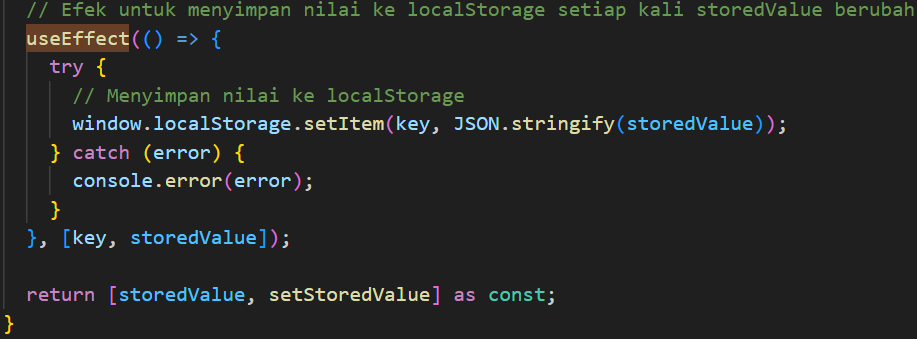 // Efek untuk menyimpan nilai ke localStorage setiap kali storedValue berubah
useEffect(() => {
try {
// Menyimpan nilai ke localStorage
window.localStorage.setItem(key, JSON.stringify(storedValue));
} catch (error) {
console.error(error);
}
}, [key, storedValue]);
return [storedValue, setStoredValue] as const;
}